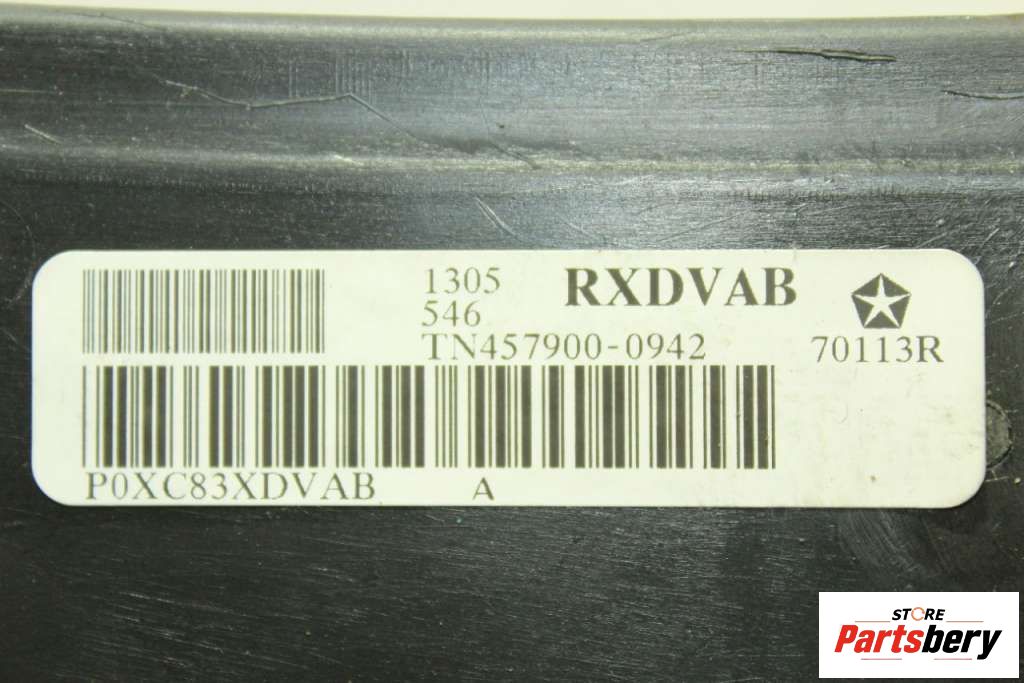 1305 RXDVAB
546
TN457900-0942 70113R
P0XC83XDVAB A
STORE
Partsbery